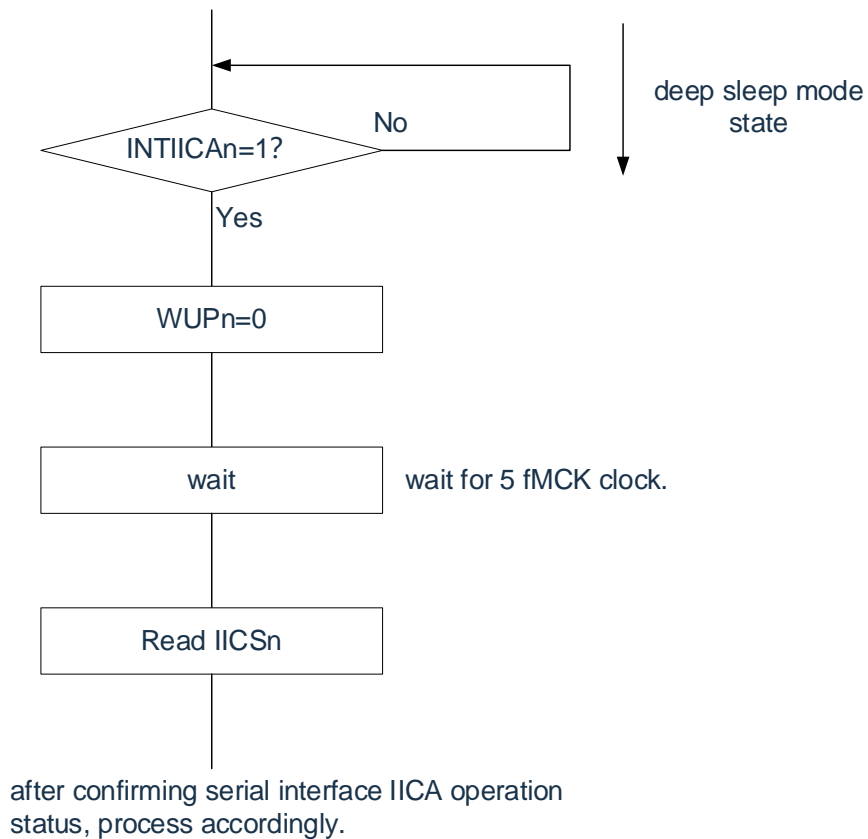 deep sleep mode
state
No
INTIICAn=1?
Yes
WUPn=0
wait
wait for 5 fMCK clock.
Read IICSn
after confirming serial interface IICA operation
status, process accordingly.